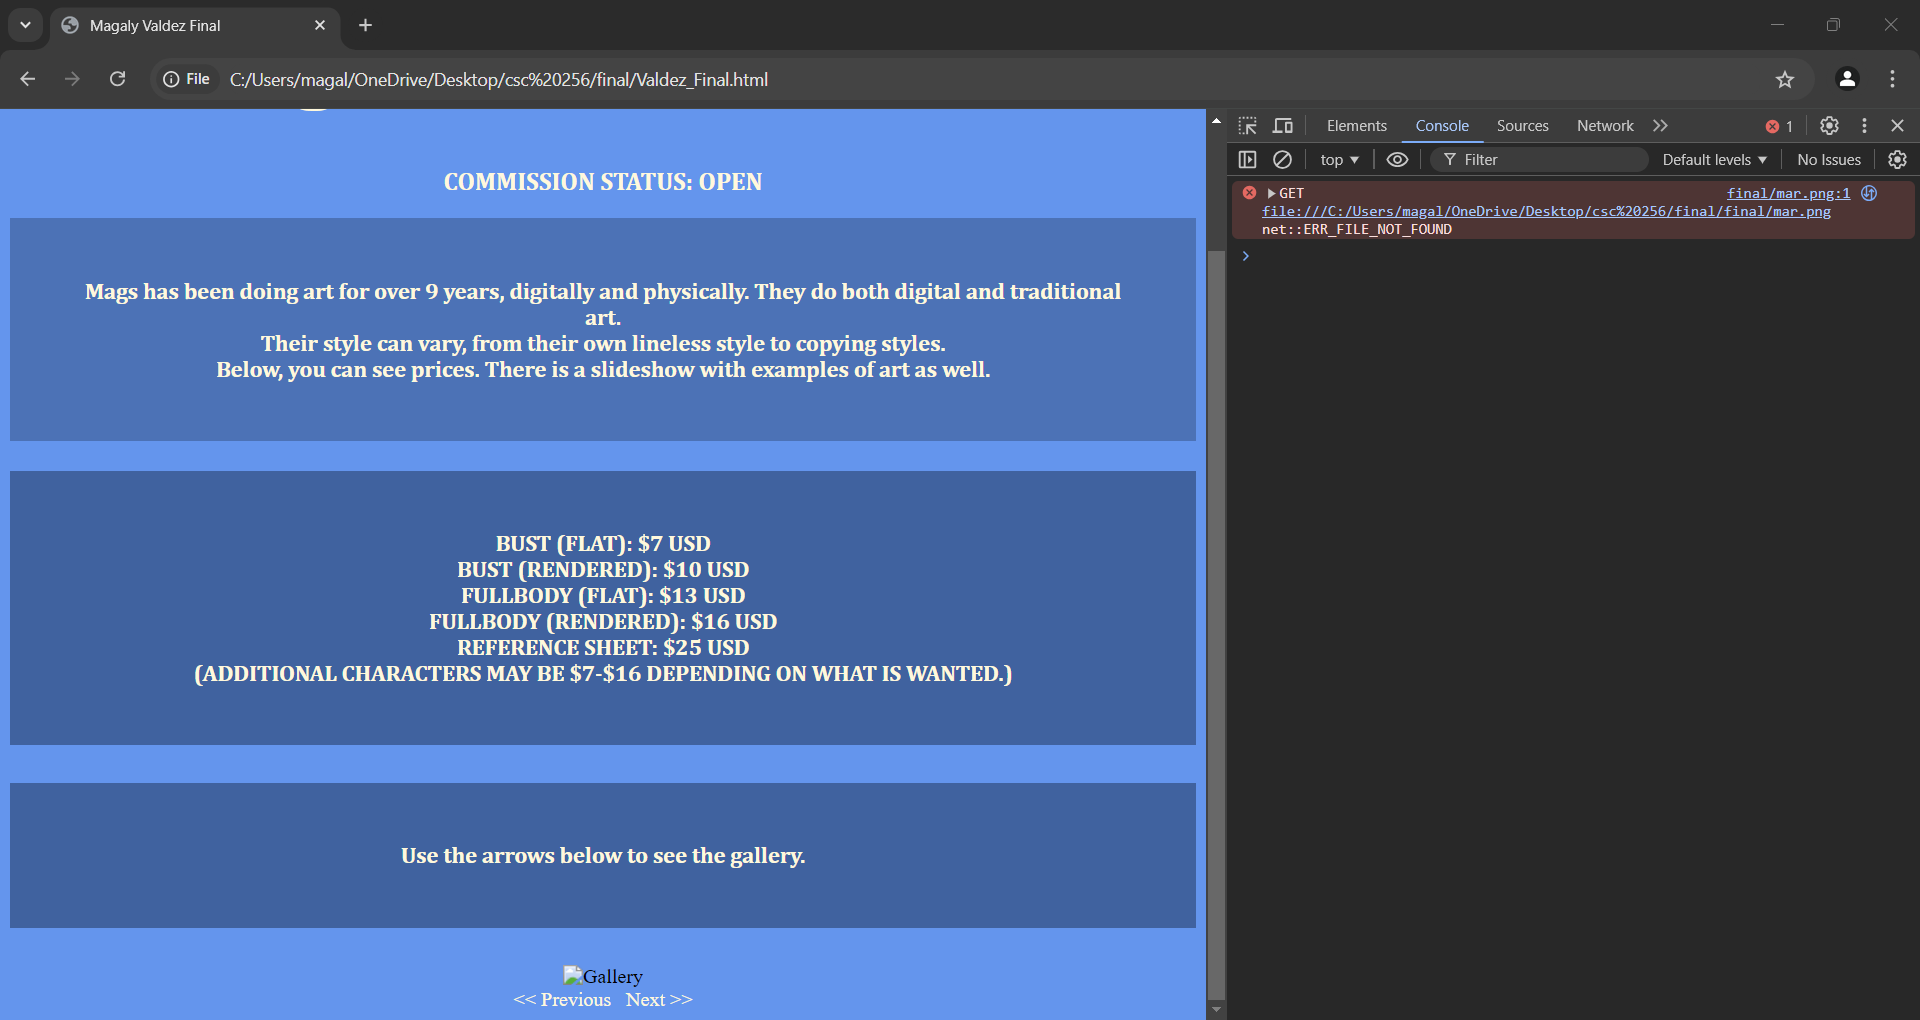 Magaly Valdez Final
File
C:/Users/magal/OneDrive/Desktop/csc%20256/final/Valdez_Final.html
COMMISSION STATUS: OPEN
Mags has been doing art for over 9 years, digitally and physically. They do both digital and traditional
art.
Their style can vary, from their own lineless style to copying styles.
Below, you can see prices. There is a slideshow with examples of art as well.
BUST (FLAT): $7 USD
BUST (RENDERED): $10 USD
FULLBODY (FLAT): $13 USD
FULLBODY (RENDERED): $16 USD
REFERENCE SHEET: $25 USD
(ADDITIONAL CHARACTERS MAY BE $7-$16 DEPENDING ON WHAT IS WANTED.)
Use the arrows below to see the gallery.
Gallery
<< Previous Next >>
Elements Console Sources Network 1
top Filter Default levels No Issues
GET final/mar.png:1
file:///C:/Users/magal/OneDrive/Desktop/csc%20256/final/final/mar.png
net::ERR_FILE_NOT_FOUND